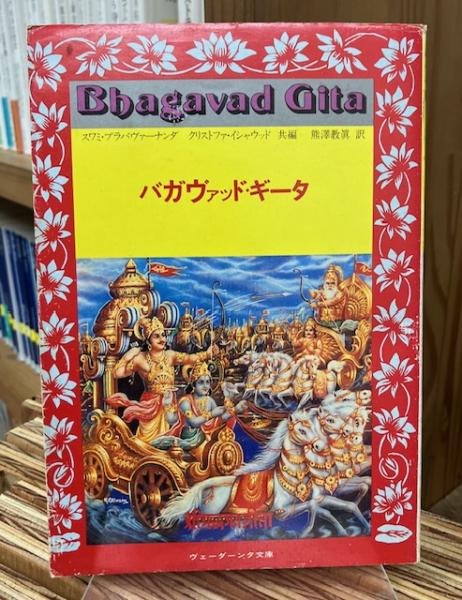 Bhagavad Gita
スワミ・プラバヴァーナンダ　クリストファ・イシャウッド　共編　熊澤教眞 訳
バガヴァッド・ギータ
श्रीमद्भगवद्गीता
ヴェーダーンタ文庫